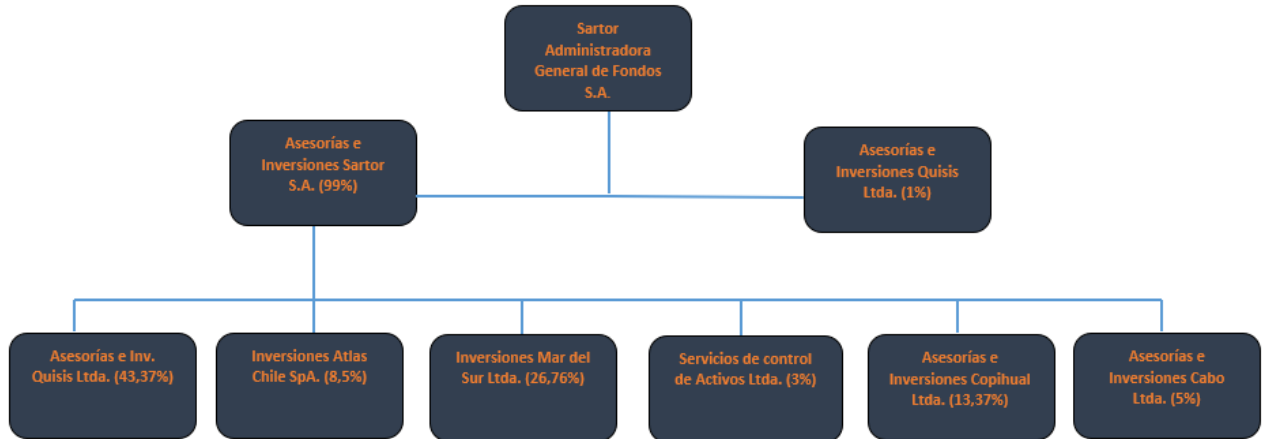 Sartor
Administradora
General de Fondos
S.A.
Asesorías e
Inversiones Sartor
S.A. (99%)
Asesorías e
Inversiones Quisis
Ltda. (1%)
Asesorías e Inv.
Quisis Ltda. (43,37%)
Inversiones Atlas
Chile SpA. (8,5%)
Inversiones Mar del
Sur Ltda. (26,76%)
Servicios de control
de Activos Ltda. (3%)
Asesorías e
Inversiones Copihual
Ltda. (13,37%)
Asesorías e
Inversiones Cabo
Ltda. (5%)